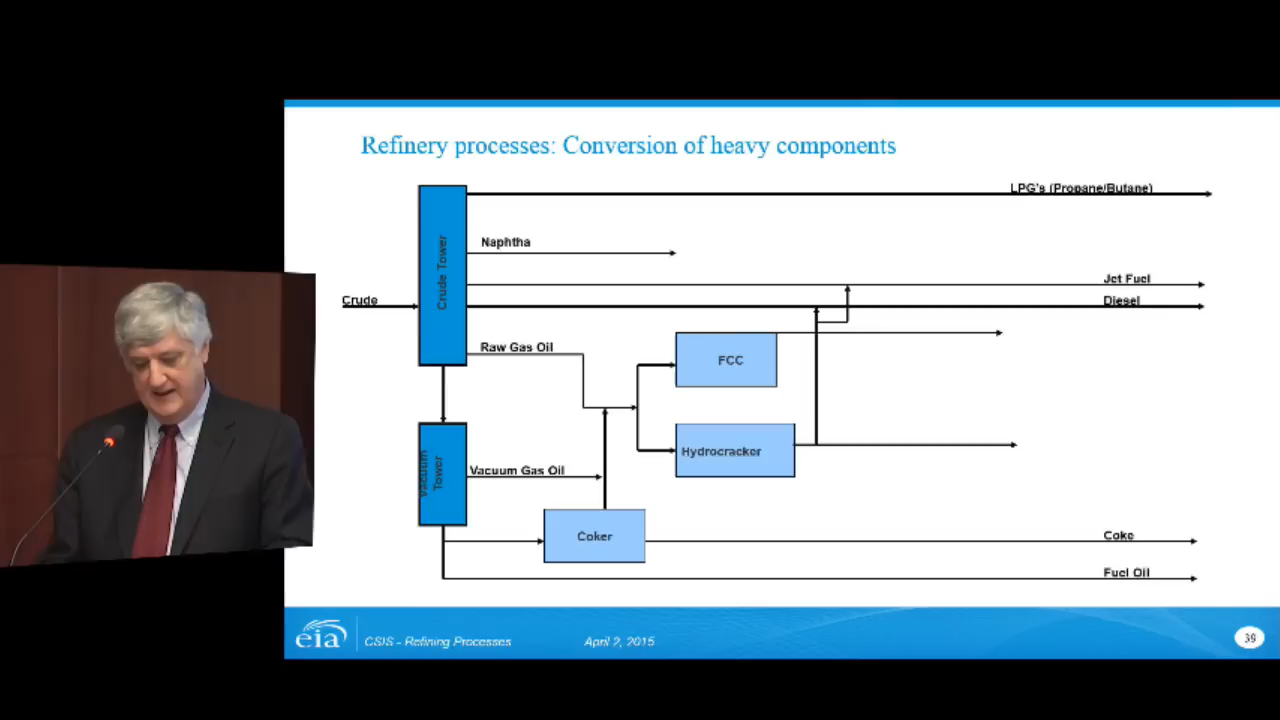 Refinery processes: Conversion of heavy components
LPG's (Propane/Butane)
Crude Tower
Naphtha
Jet Fuel
Crude
Diesel
Raw Gas Oil
FCC
Hydrocracker
Vacuum
Tower
Vacuum Gas Oil
Coker
Coke
Fuel Oil
eia
CSIS - Refining Processes
April 2, 2015
39